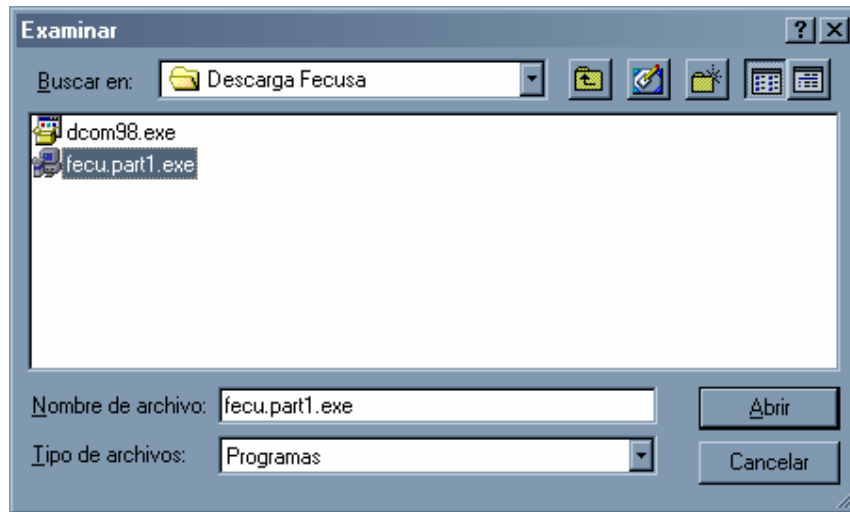 Examinar
Buscar en: Descarga Fecusa
dcom98.exe
fecu.part1.exe
Nombre de archivo: fecu.part1.exe Abrir
Tipo de archivos: Programas Cancelar